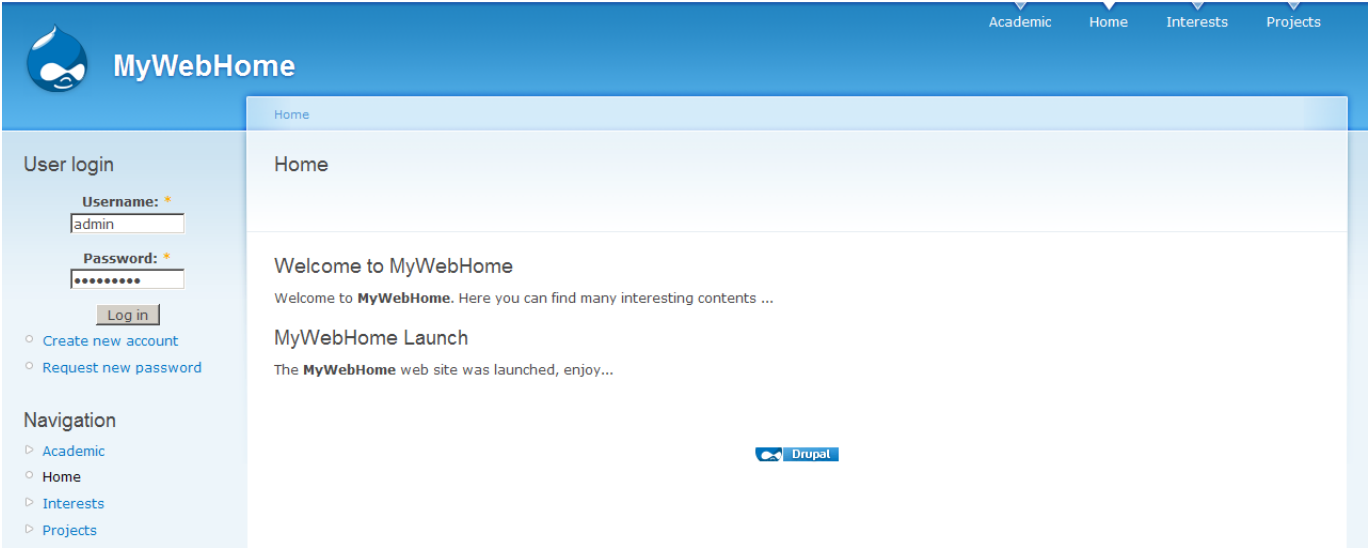 Academic Home Interests Projects
MyWebHome
Home
User login
Username: *
admin
Password: *
•••••••••
Log in
Create new account
Request new password
Navigation
Academic
Home
Interests
Projects
Home
Welcome to MyWebHome
Welcome to MyWebHome. Here you can find many interesting contents ...
MyWebHome Launch
The MyWebHome web site was launched, enjoy...
Drupal